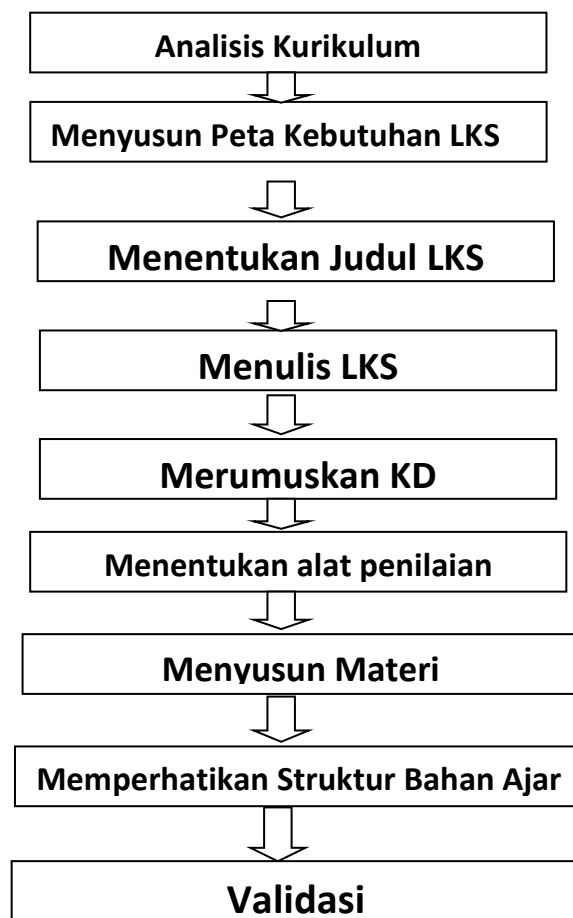 Analisis Kurikulum
Menyusun Peta Kebutuhan LKS
Menentukan Judul LKS
Menulis LKS
Merumuskan KD
Menentukan alat penilaian
Menyusun Materi
Memperhatikan Struktur Bahan Ajar
Validasi